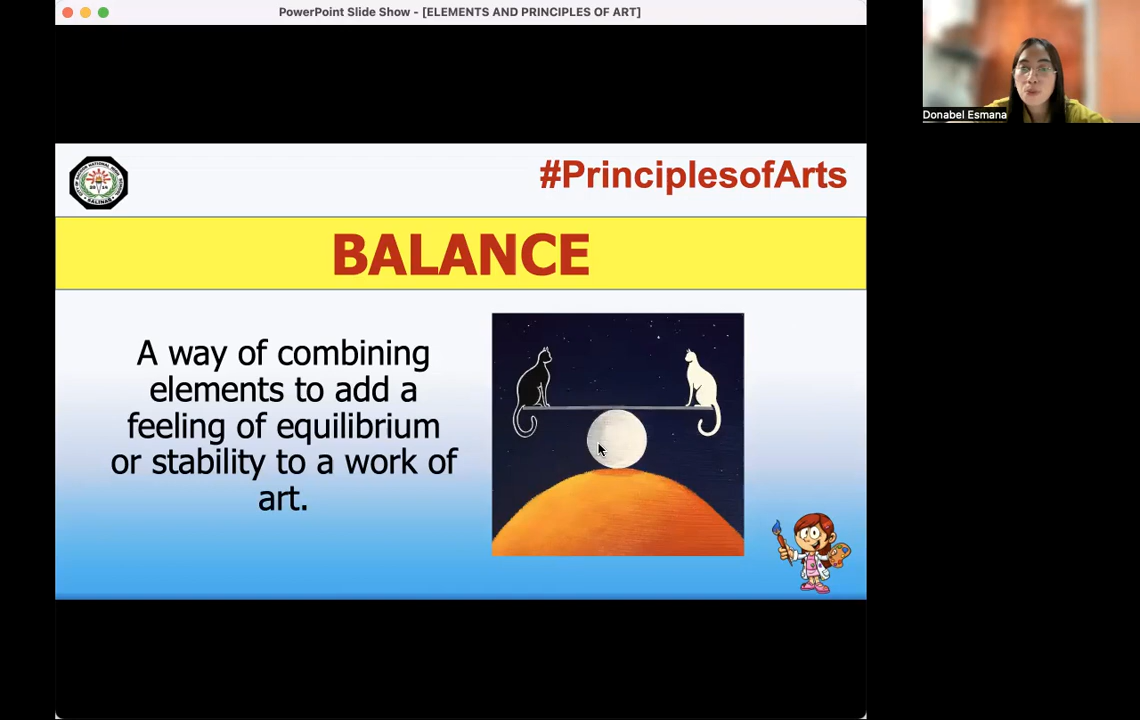 PowerPoint Slide Show - [ELEMENTS AND PRINCIPLES OF ART]
Donabel Esmana
#PrinciplesofArts
BALANCE
A way of combining
elements to add a
feeling of equilibrium
or stability to a work of
art.
SALINAS